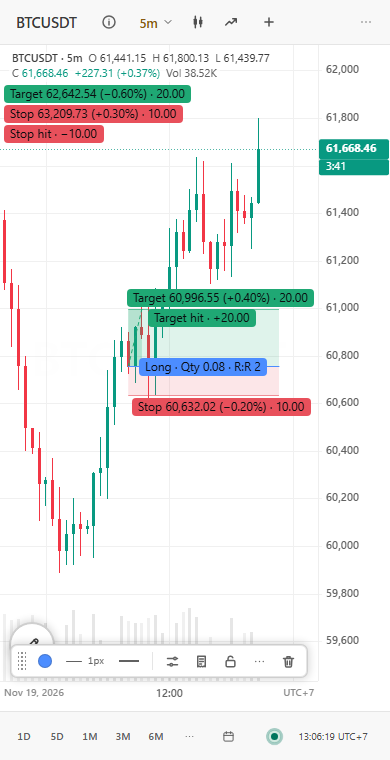 BTCUSDT 5m
BTCUSDT · 5m O 61,441.15 H 61,800.13 L 61,439.77
C 61,668.46 +227.31 (+0.37%) Vol 38.52K
Target 62,642.54 (−0.60%) · 20.00
Stop 63,209.73 (+0.30%) · 10.00
Stop hit · −10.00
62,000
61,800
61,668.46
3:41
61,400
61,200
61,000
60,800
60,600
60,400
60,200
60,000
59,800
59,600
Target 60,996.55 (+0.40%) · 20.00
Target hit · +20.00
Long · Qty 0.08 · R:R 2
Stop 60,632.02 (−0.20%) · 10.00
1px
Nov 19, 2026 12:00 UTC+7
1D 5D 1M 3M 6M 13:06:19 UTC+7